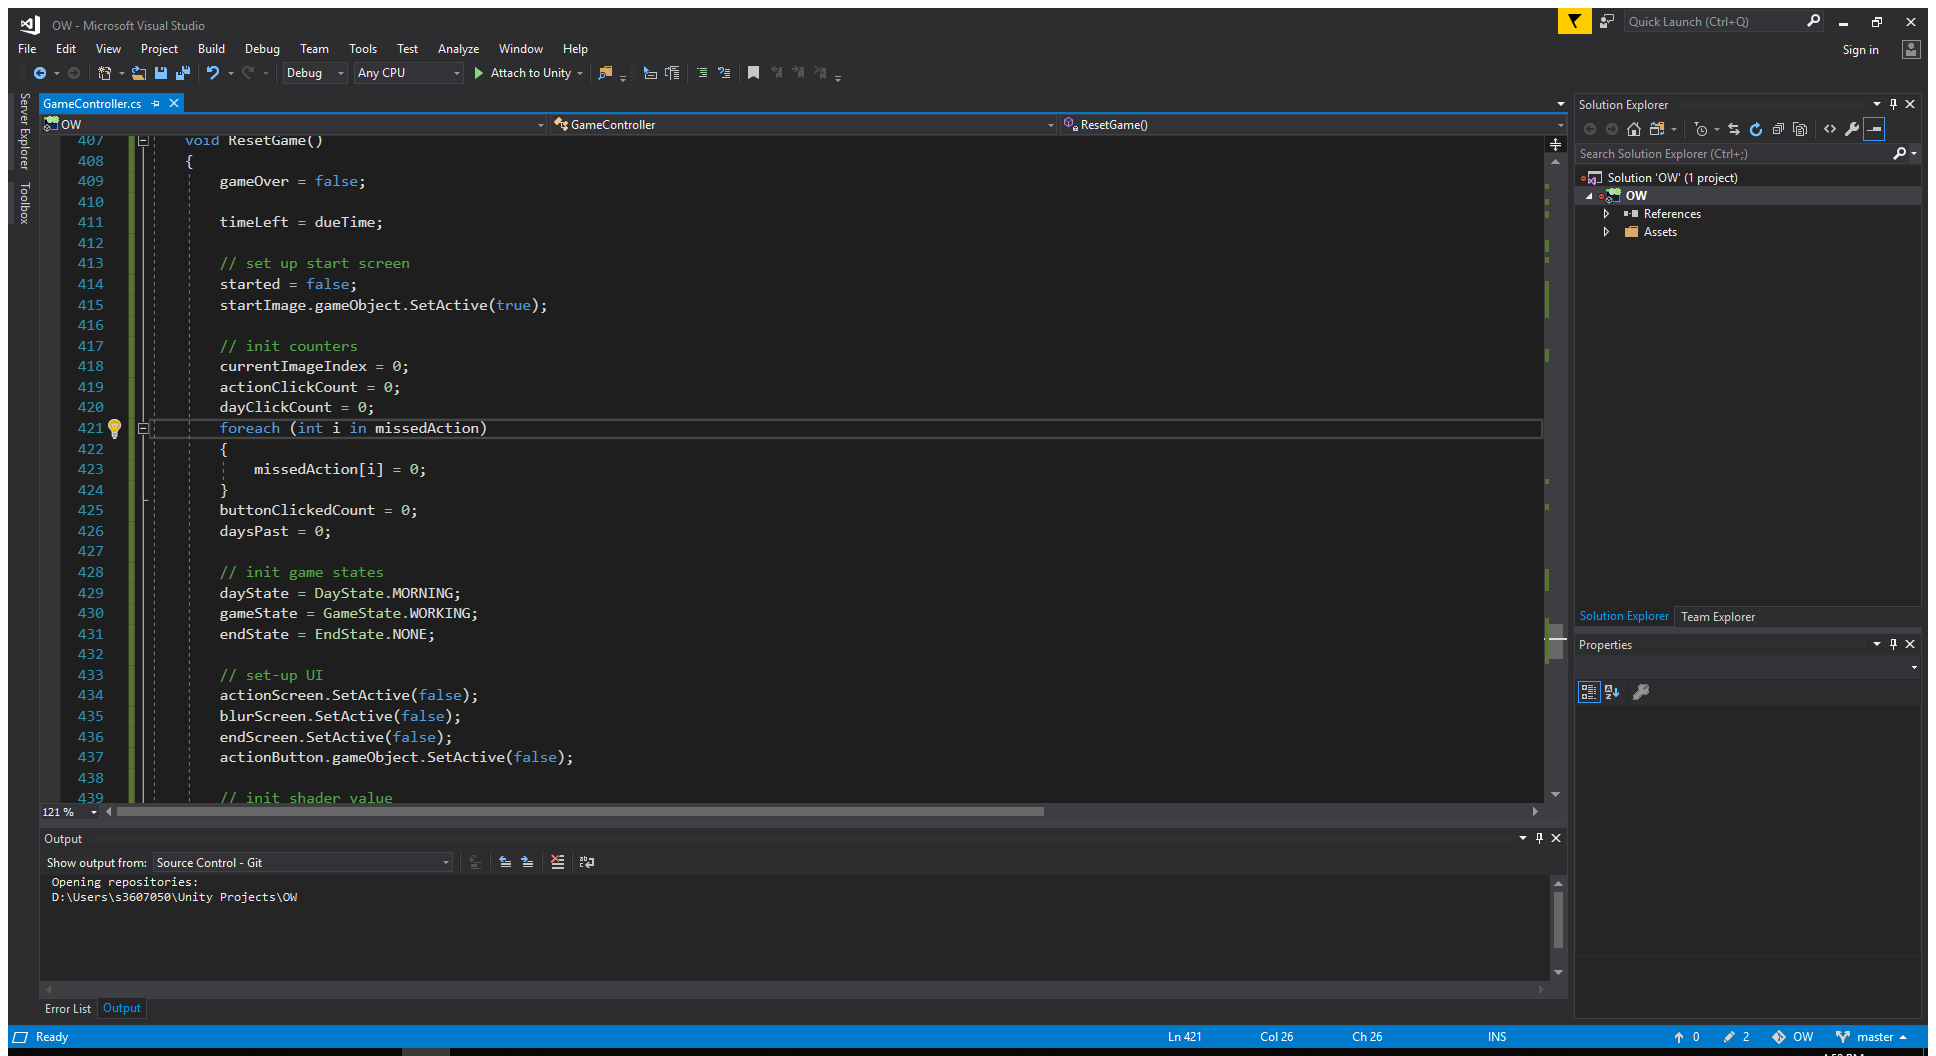 OW - Microsoft Visual Studio
Quick Launch (Ctrl+Q)
File Edit View Project Build Debug Team Tools Test Analyze Window Help
Sign in
Debug Any CPU Attach to Unity
Server Explorer
Toolbox
GameController.cs
OW GameController ResetGame()
407 void ResetGame()
408 {
409 gameOver = false;
410
411 timeLeft = dueTime;
412
413 // set up start screen
414 started = false;
415 startImage.gameObject.SetActive(true);
416
417 // init counters
418 currentImageIndex = 0;
419 actionClickCount = 0;
420 dayClickCount = 0;
421 foreach (int i in missedAction)
422 {
423 missedAction[i] = 0;
424 }
425 buttonClickedCount = 0;
426 daysPast = 0;
427
428 // init game states
429 dayState = DayState.MORNING;
430 gameState = GameState.WORKING;
431 endState = EndState.NONE;
432
433 // set-up UI
434 actionScreen.SetActive(false);
435 blurScreen.SetActive(false);
436 endScreen.SetActive(false);
437 actionButton.gameObject.SetActive(false);
438
439 // init shader value
121 %
Output
Show output from: Source Control - Git
Opening repositories:
D:\Users\s3607050\Unity Projects\OW
Error List Output
Solution Explorer
Search Solution Explorer (Ctrl+;)
Solution 'OW' (1 project)
OW
References
Assets
Solution Explorer Team Explorer
Properties
Ready Ln 421 Col 26 Ch 26 INS 0 2 OW master